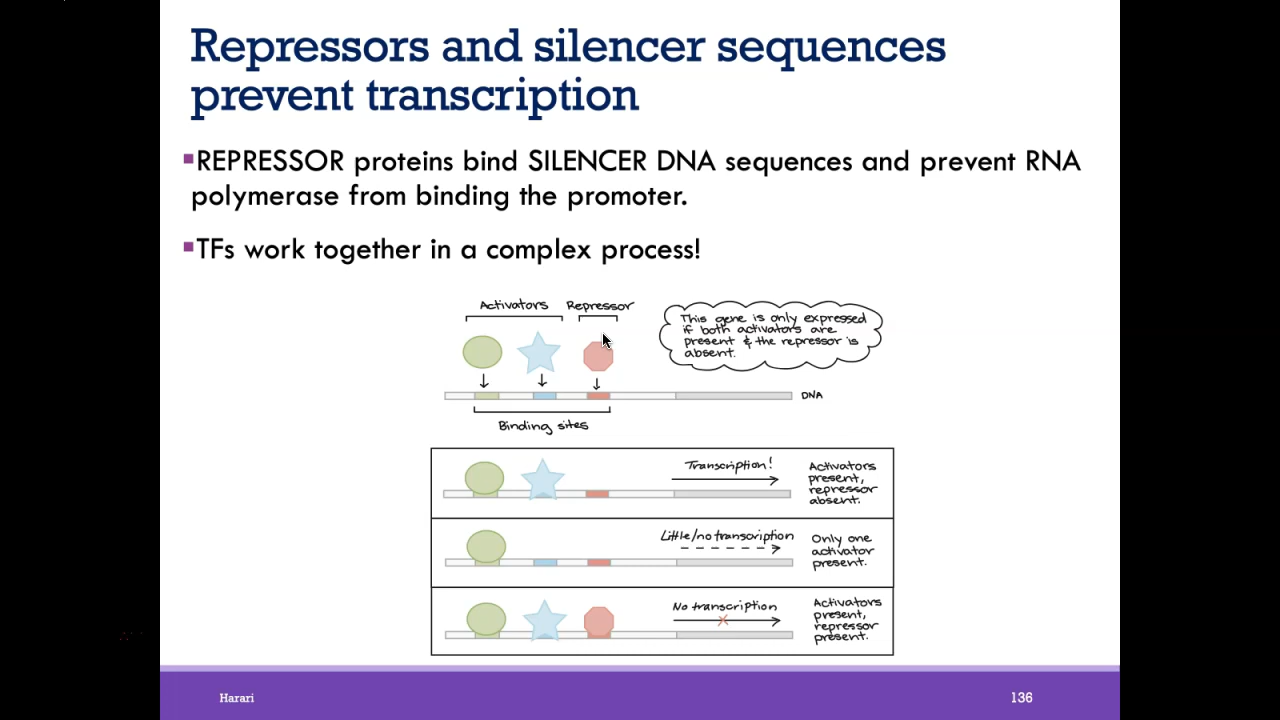 Repressors and silencer sequences
prevent transcription
▪REPRESSOR proteins bind SILENCER DNA sequences and prevent RNA
polymerase from binding the promoter.
▪TFs work together in a complex process!
Activators
Repressor
This gene is only expressed
if both activators are
present & the repressor is
absent.
DNA
Binding sites
Transcription!
Activators
present,
repressor
absent.
Little/no transcription
Only one
activator
present.
No transcription
Activators
present,
repressor
present.
Harari
136